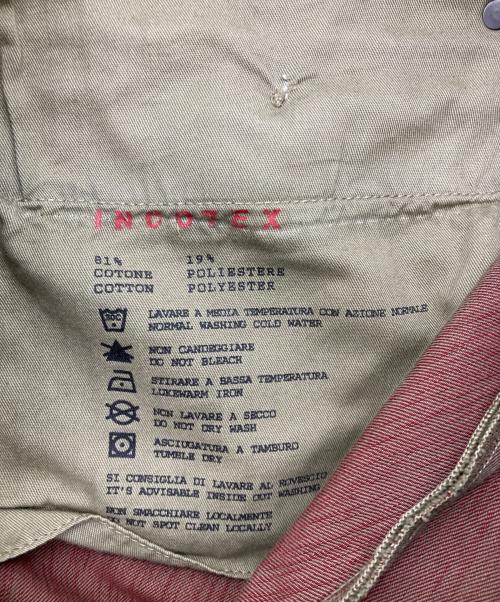 INCOTEX
81% 19%
COTONE POLIESTERE
COTTON POLYESTER
30C
LAVARE A MEDIA TEMPERATURA CON AZIONE NORMALE
NORMAL WASHING COLD WATER
NON CANDEGGIARE
DO NOT BLEACH
STIRARE A BASSA TEMPERATURA
LUKEWARM IRON
NON LAVARE A SECCO
DO NOT DRY WASH
ASCIUGATURA A TAMBURO
TUMBLE DRY
SI CONSIGLIA DI LAVARE AL ROVESCIO
IT'S ADVISABLE INSIDE OUT WASHING
NON SMACCHIARE LOCALMENTE
DO NOT SPOT CLEAN LOCALLY